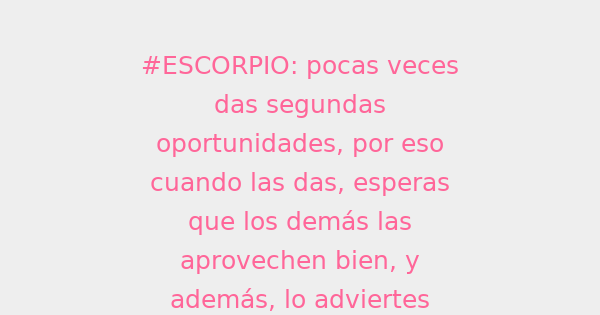 #ESCORPIO: pocas veces
das segundas
oportunidades, por eso
cuando las das, esperas
que los demás las
aprovechen bien, y
además, lo adviertes